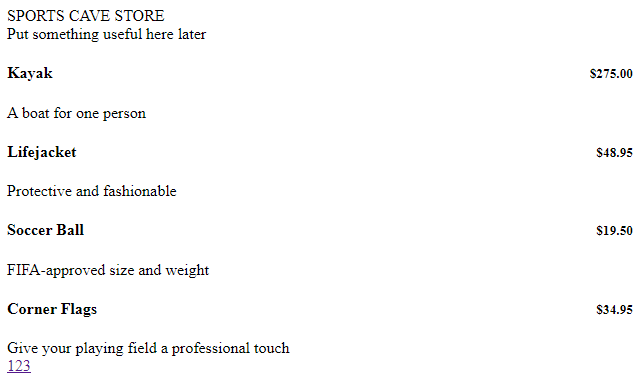 SPORTS CAVE STORE
Put something useful here later
Kayak $275.00
A boat for one person
Lifejacket $48.95
Protective and fashionable
Soccer Ball $19.50
FIFA-approved size and weight
Corner Flags $34.95
Give your playing field a professional touch
123